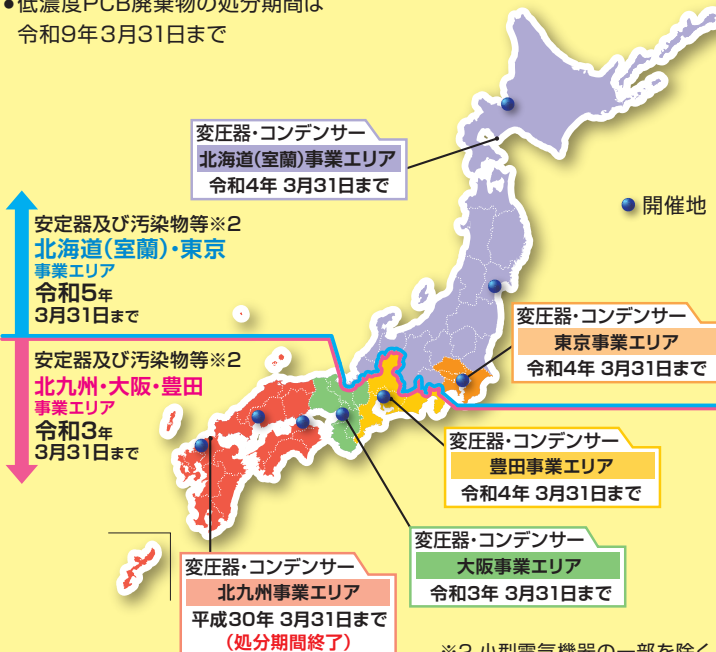 ●低濃度PCB廃棄物の処分期間は
令和9年3月31日まで
変圧器・コンデンサー
北海道(室蘭)事業エリア
令和4年 3月31日まで
●開催地
安定器及び汚染物等※2
北海道(室蘭)・東京
事業エリア
令和5年
3月31日まで
変圧器・コンデンサー
東京事業エリア
令和4年 3月31日まで
安定器及び汚染物等※2
北九州・大阪・豊田
事業エリア
令和3年
3月31日まで
変圧器・コンデンサー
豊田事業エリア
令和4年 3月31日まで
変圧器・コンデンサー
大阪事業エリア
令和3年 3月31日まで
変圧器・コンデンサー
北九州事業エリア
平成30年 3月31日まで
(処分期間終了)
※2 小型電気機器の一部を除く